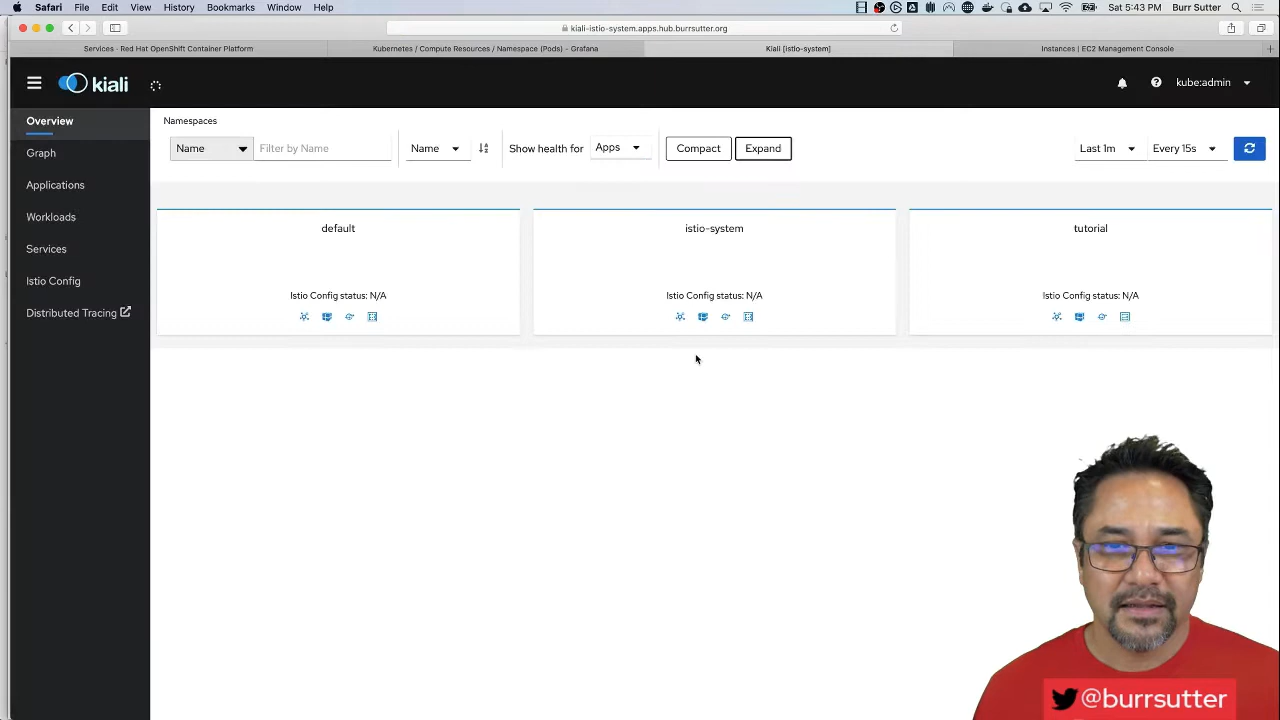 Safari File Edit View History Bookmarks Window Help Sat 5:43 PM Burr Sutter
kiali-istio-system.apps.hub.burrsutter.com
Services · Red Hat OpenShift Container Platform
Kubernetes / Compute Resources / Namespace (Pods) - Grafana
Kiali [istio-system]
Instances | EC2 Management Console
kiali
kube:admin
Overview
Graph
Applications
Workloads
Services
Istio Config
Distributed Tracing
Namespaces
Name Filter by Name Name Show health for Apps Compact Expand Last 1m Every 15s
default
Istio Config status: N/A
istio-system
Istio Config status: N/A
tutorial
Istio Config status: N/A
@burrsutter